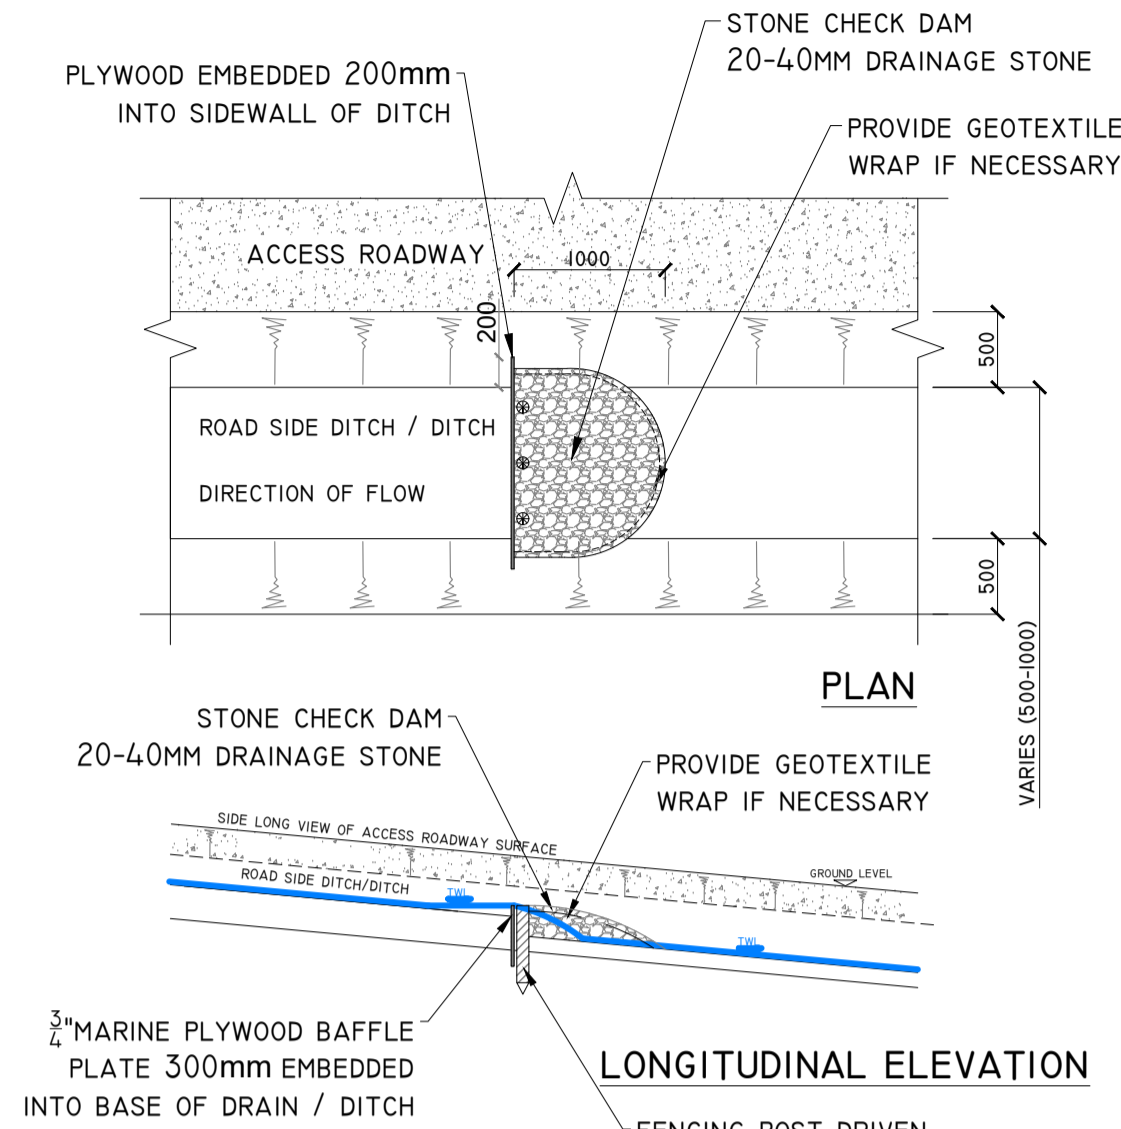 STONE CHECK DAM
20-40MM DRAINAGE STONE
PLYWOOD EMBEDDED 200mm
INTO SIDEWALL OF DITCH
PROVIDE GEOTEXTILE
WRAP IF NECESSARY
ACCESS ROADWAY
1000
200
500
ROAD SIDE DITCH / DITCH
DIRECTION OF FLOW
500
VARIES (500-1000)
PLAN
STONE CHECK DAM
20-40MM DRAINAGE STONE
PROVIDE GEOTEXTILE
WRAP IF NECESSARY
SIDE LONG VIEW OF ACCESS ROADWAY SURFACE
GROUND LEVEL
ROAD SIDE DITCH/DITCH
TWL
TWL
3/4"MARINE PLYWOOD BAFFLE
PLATE 300mm EMBEDDED
INTO BASE OF DRAIN / DITCH
LONGITUDINAL ELEVATION
FENCING POST DRIVEN